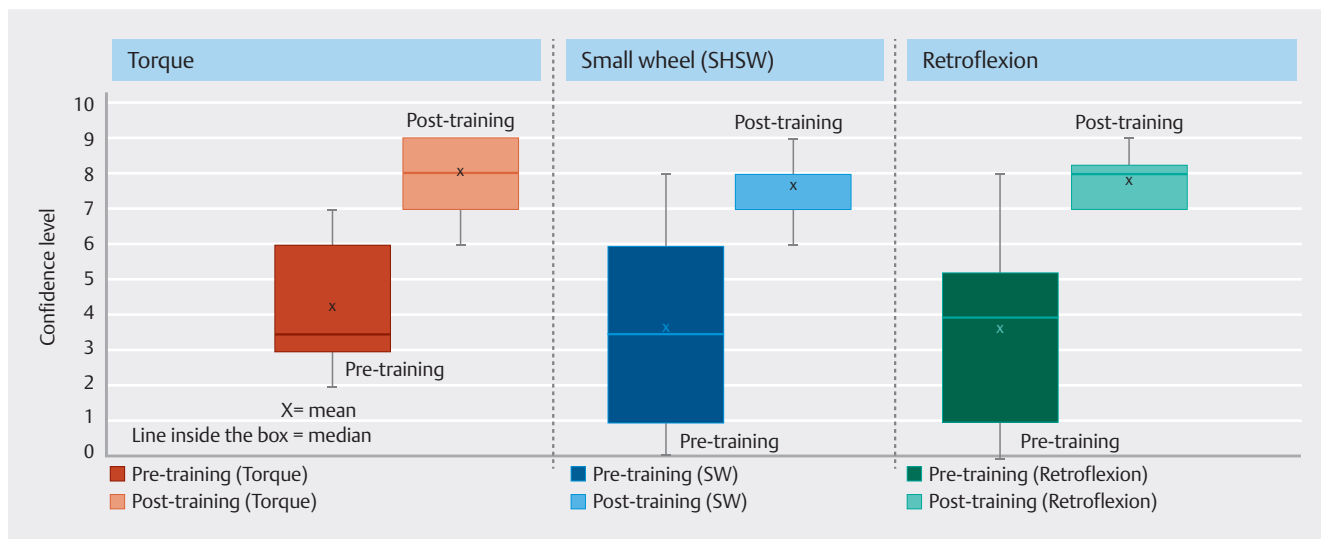 Torque
Small wheel (SHSW)
Retroflexion
Confidence level
10
9
8
7
6
5
4
3
2
1
0
Post-training
x
x
Pre-training
X= mean
Line inside the box = median
Post-training
x
x
Pre-training
Post-training
x
x
Pre-training
Pre-training (Torque)
Post-training (Torque)
Pre-training (SW)
Post-training (SW)
Pre-training (Retroflexion)
Post-training (Retroflexion)